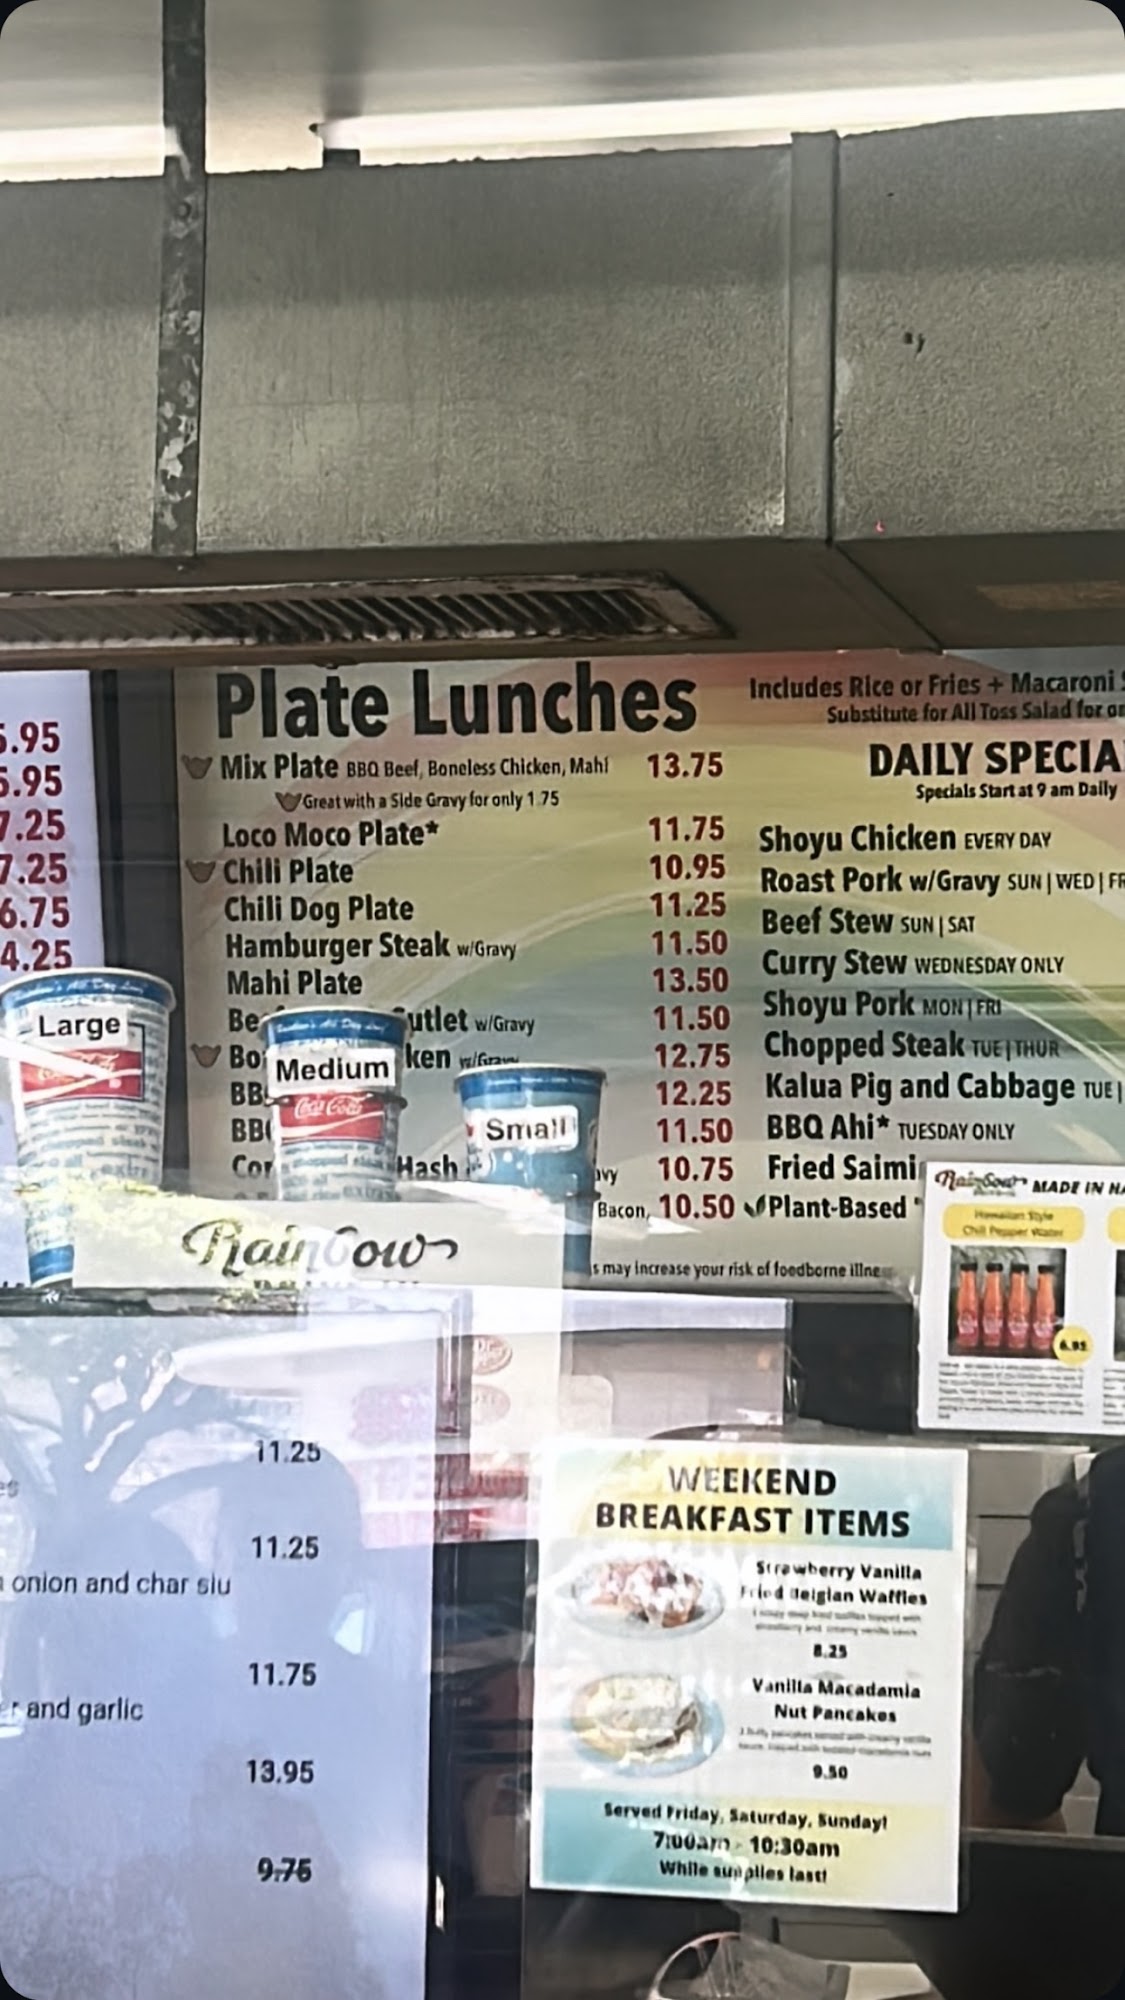 5.95
5.95
7.25
7.25
6.75
4.25
Plate Lunches
Mix Plate BBQ Beef, Boneless Chicken, Mahi 13.75
Great with a Side Gravy for only 1.75
Loco Moco Plate* 11.75
Chili Plate 10.95
Chili Dog Plate 11.25
Hamburger Steak w/Gravy 11.50
Mahi Plate 13.50
Be utlet w/Gravy 11.50
Bo ken w/Gravy 12.75
BB 12.25
BB 11.50
Cor Hash avy 10.75
Bacon, 10.50
Includes Rice or Fries + Macaroni
Substitute for All Toss Salad for
DAILY SPECIA
Specials Start at 9 am Daily
Shoyu Chicken EVERY DAY
Roast Pork w/Gravy SUN | WED | FR
Beef Stew SUN | SAT
Curry Stew WEDNESDAY ONLY
Shoyu Pork MON | FRI
Chopped Steak TUE | THUR
Kalua Pig and Cabbage TUE |
BBQ Ahi* TUESDAY ONLY
Fried Saimi
Plant-Based
s may increase your risk of foodborne illne
Large
Medium
Coca-Cola
Small
Rainbow
Rainbow MADE IN HA
Hawaiian Style
Chili Pepper Water
6.95
11.25
11.25
onion and char siu
11.75
and garlic
13.95
9.75
WEEKEND
BREAKFAST ITEMS
Strawberry Vanilla
Fried Belgian Waffles
8.25
Vanilla Macadamia
Nut Pancakes
9.50
Served Friday, Saturday, Sunday!
7:00am - 10:30am
While supplies last!